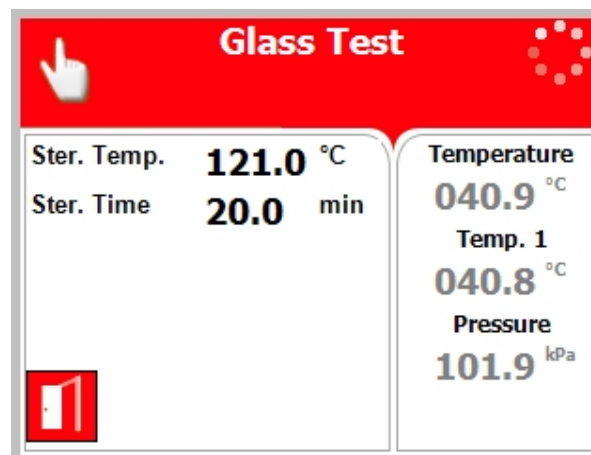 Glass Test
Ster. Temp. 121.0 °C
Ster. Time 20.0 min
Temperature
040.9 °C
Temp. 1
040.8 °C
Pressure
101.9 kPa